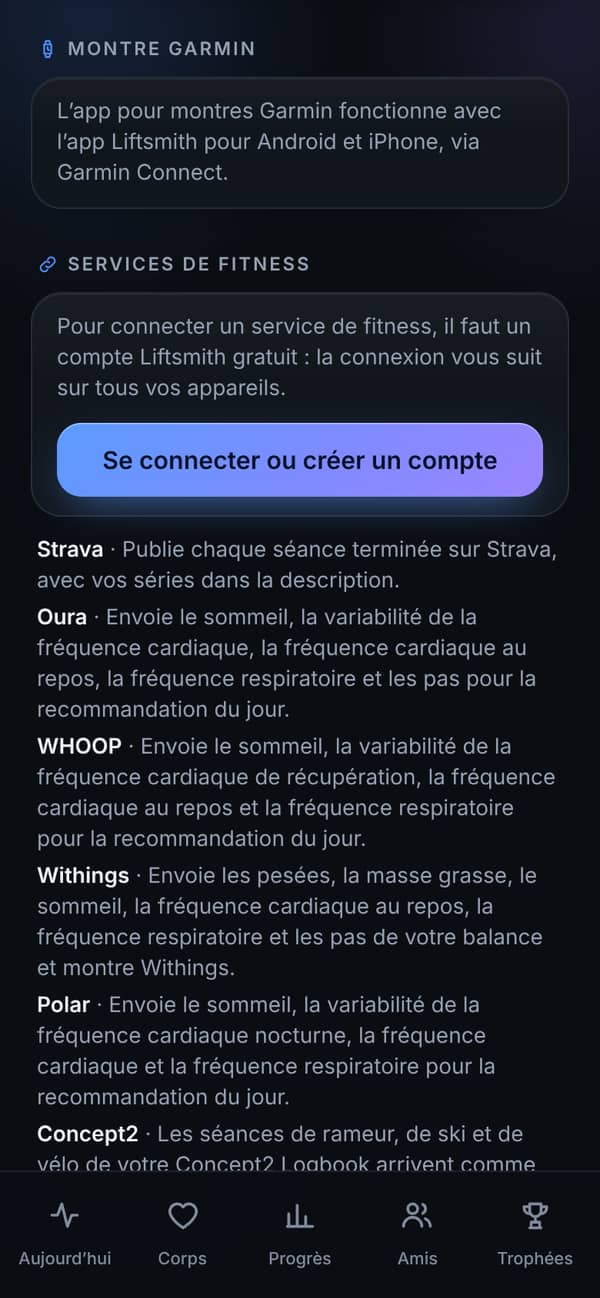 MONTRE GARMIN
L’app pour montres Garmin fonctionne avec
l’app Liftsmith pour Android et iPhone, via
Garmin Connect.
SERVICES DE FITNESS
Pour connecter un service de fitness, il faut un
compte Liftsmith gratuit : la connexion vous suit
sur tous vos appareils.
Se connecter ou créer un compte
Strava · Publie chaque séance terminée sur Strava,
avec vos séries dans la description.
Oura · Envoie le sommeil, la variabilité de la
fréquence cardiaque, la fréquence cardiaque au
repos, la fréquence respiratoire et les pas pour la
recommandation du jour.
WHOOP · Envoie le sommeil, la variabilité de la
fréquence cardiaque de récupération, la fréquence
cardiaque au repos et la fréquence respiratoire
pour la recommandation du jour.
Withings · Envoie les pesées, la masse grasse, le
sommeil, la fréquence cardiaque au repos, la
fréquence respiratoire et les pas de votre balance
et montre Withings.
Polar · Envoie le sommeil, la variabilité de la
fréquence cardiaque nocturne, la fréquence
cardiaque et la fréquence respiratoire pour la
recommandation du jour.
Concept2 · Les séances de rameur, de ski et de
vélo de votre Concept2 Logbook arrivent comme
Aujourd’hui
Corps
Progrès
Amis
Trophées